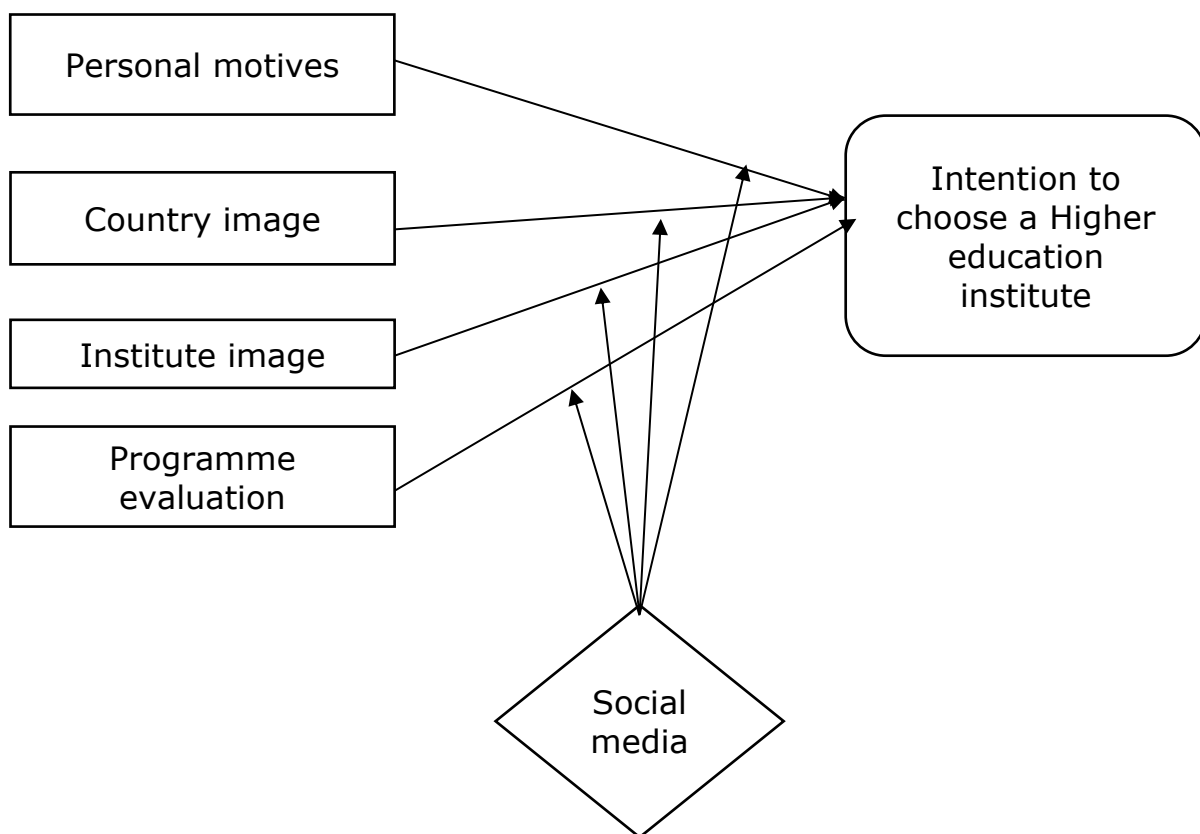 Personal motives
Country image
Institute image
Programme
evaluation
Intention to
choose a Higher
education
institute
Social
media